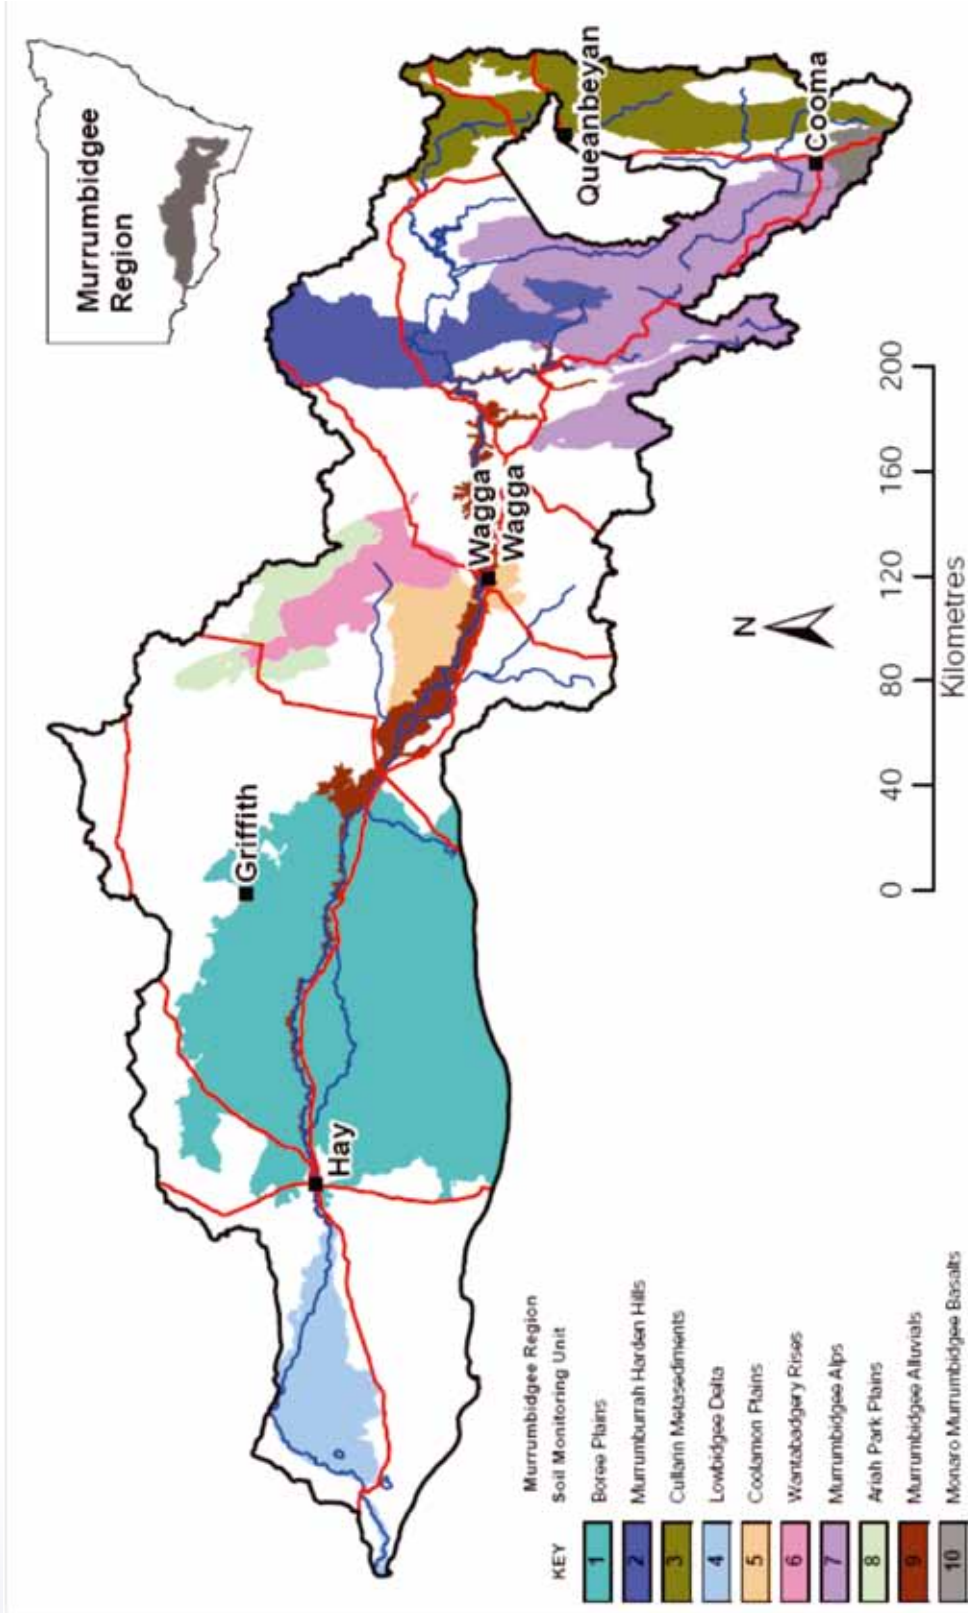 Murrumbidgee
Region
Queanbeyan
Cooma
Wagga
Wagga
Griffith
Hay
N
0 40 80 120 160 200
Kilometres
Murrumbidgee Region
KEY Soil Monitoring Unit
1 Boree Plains
2 Murrumburrah Harden Hills
3 Cullarin Metasediments
4 Lowbidgee Delta
5 Coolamon Plains
6 Wantabadgery Rises
7 Murrumbidgee Alps
8 Ariah Park Plains
9 Murrumbidgee Alluvials
10 Monaro Murrumbidgee Basalts